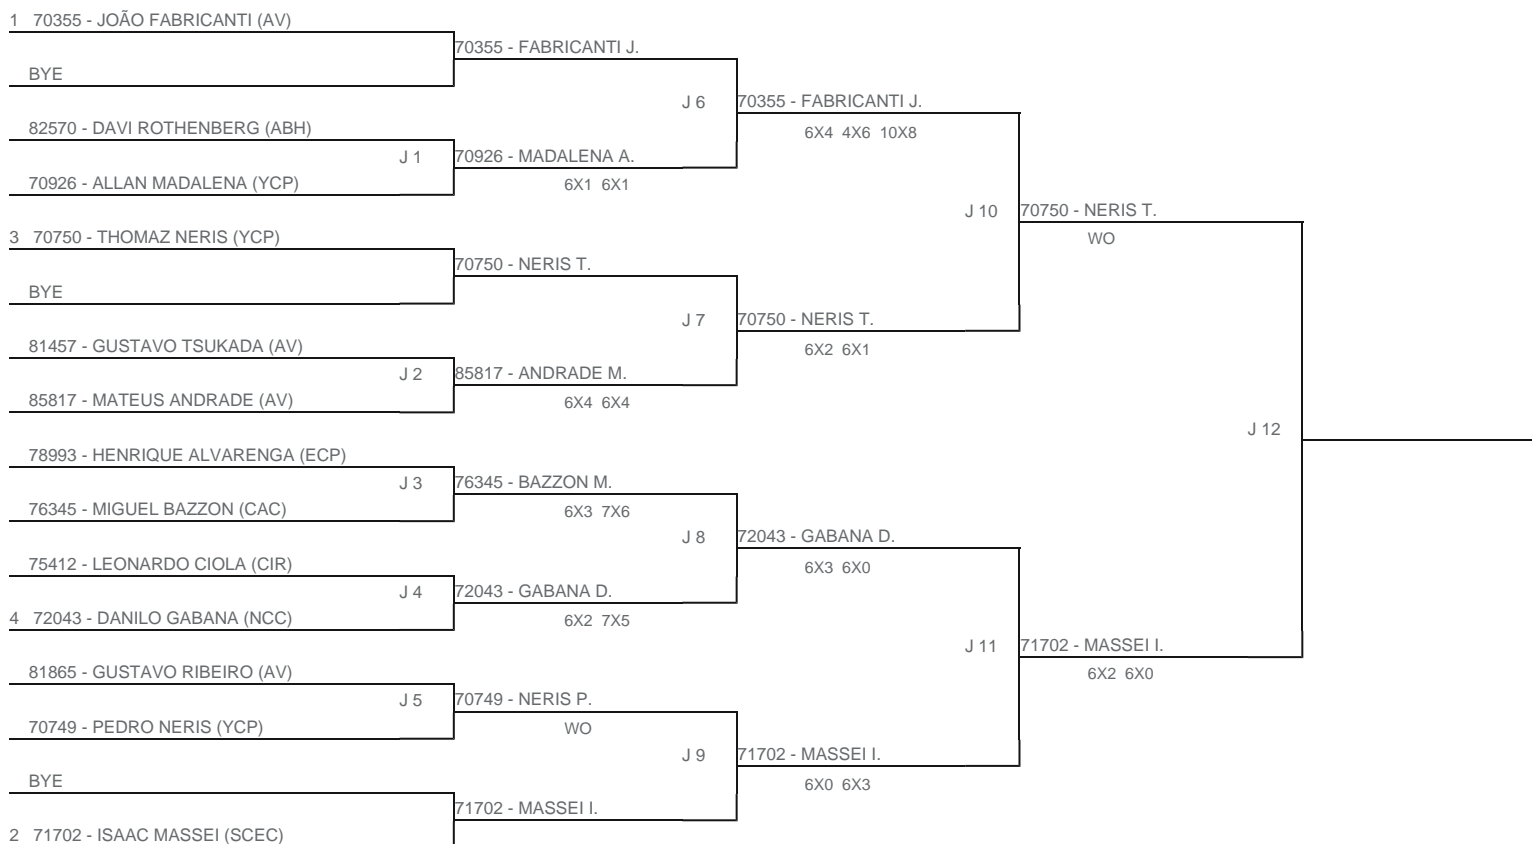 1 70355 - JOÃO FABRICANTI (AV)
70355 - FABRICANTI J.
BYE
J 6
70355 - FABRICANTI J.
6X4 4X6 10X8
82570 - DAVI ROTHENBERG (ABH)
J 1
70926 - MADALENA A.
70926 - ALLAN MADALENA (YCP)
6X1 6X1
J 10
70750 - NERIS T.
WO
3 70750 - THOMAZ NERIS (YCP)
70750 - NERIS T.
BYE
J 7
70750 - NERIS T.
6X2 6X1
81457 - GUSTAVO TSUKADA (AV)
J 2
85817 - ANDRADE M.
85817 - MATEUS ANDRADE (AV)
6X4 6X4
J 12
78993 - HENRIQUE ALVARENGA (ECP)
J 3
76345 - BAZZON M.
76345 - MIGUEL BAZZON (CAC)
6X3 7X6
J 8
72043 - GABANA D.
6X3 6X0
75412 - LEONARDO CIOLA (CIR)
J 4
72043 - GABANA D.
4 72043 - DANILO GABANA (NCC)
6X2 7X5
J 11
71702 - MASSEI I.
6X2 6X0
81865 - GUSTAVO RIBEIRO (AV)
J 5
70749 - NERIS P.
70749 - PEDRO NERIS (YCP)
WO
J 9
71702 - MASSEI I.
6X0 6X3
BYE
71702 - MASSEI I.
2 71702 - ISAAC MASSEI (SCEC)